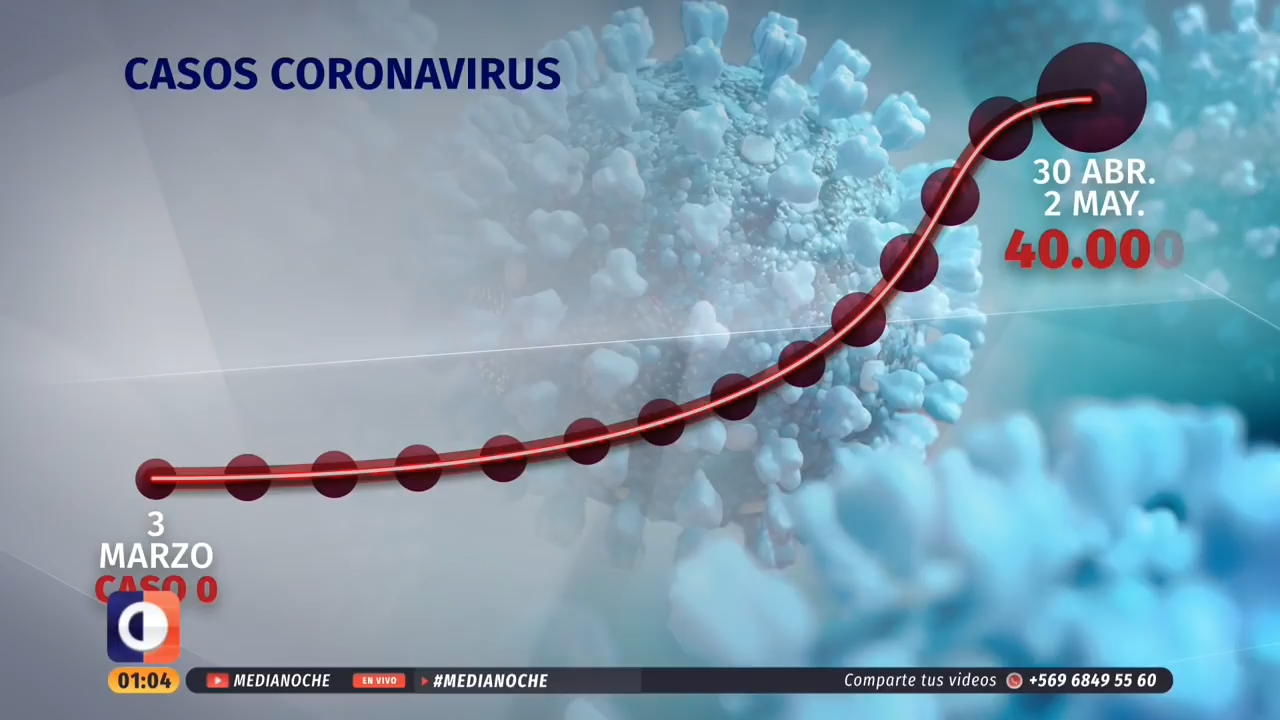 CASOS CORONAVIRUS
30 ABR.
2 MAY.
40.000
3
MARZO
CASO 0
01:04
MEDIANOCHE
EN VIVO
#MEDIANOCHE
Comparte tus videos
+569 6849 55 60